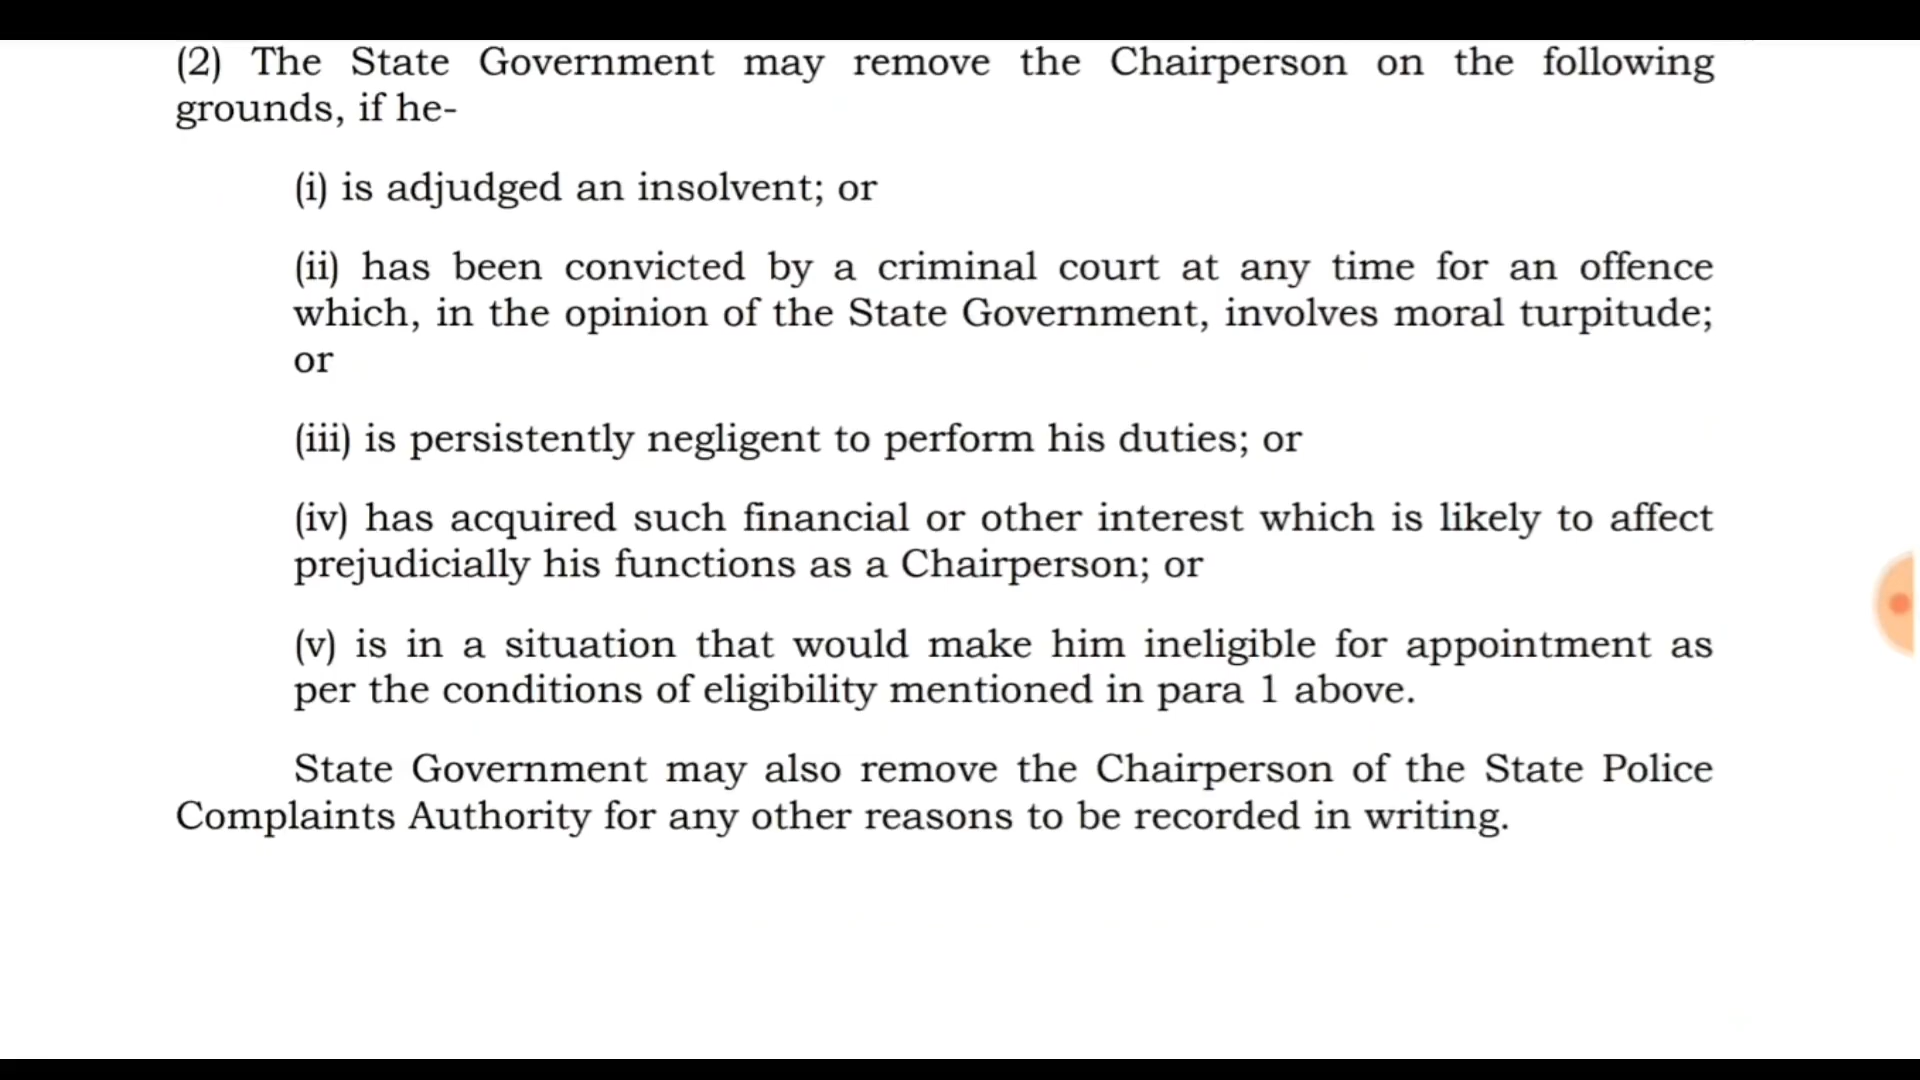 (2) The State Government may remove the Chairperson on the following
grounds, if he-
(i) is adjudged an insolvent; or
(ii) has been convicted by a criminal court at any time for an offence
which, in the opinion of the State Government, involves moral turpitude;
or
(iii) is persistently negligent to perform his duties; or
(iv) has acquired such financial or other interest which is likely to affect
prejudicially his functions as a Chairperson; or
(v) is in a situation that would make him ineligible for appointment as
per the conditions of eligibility mentioned in para 1 above.
State Government may also remove the Chairperson of the State Police
Complaints Authority for any other reasons to be recorded in writing.